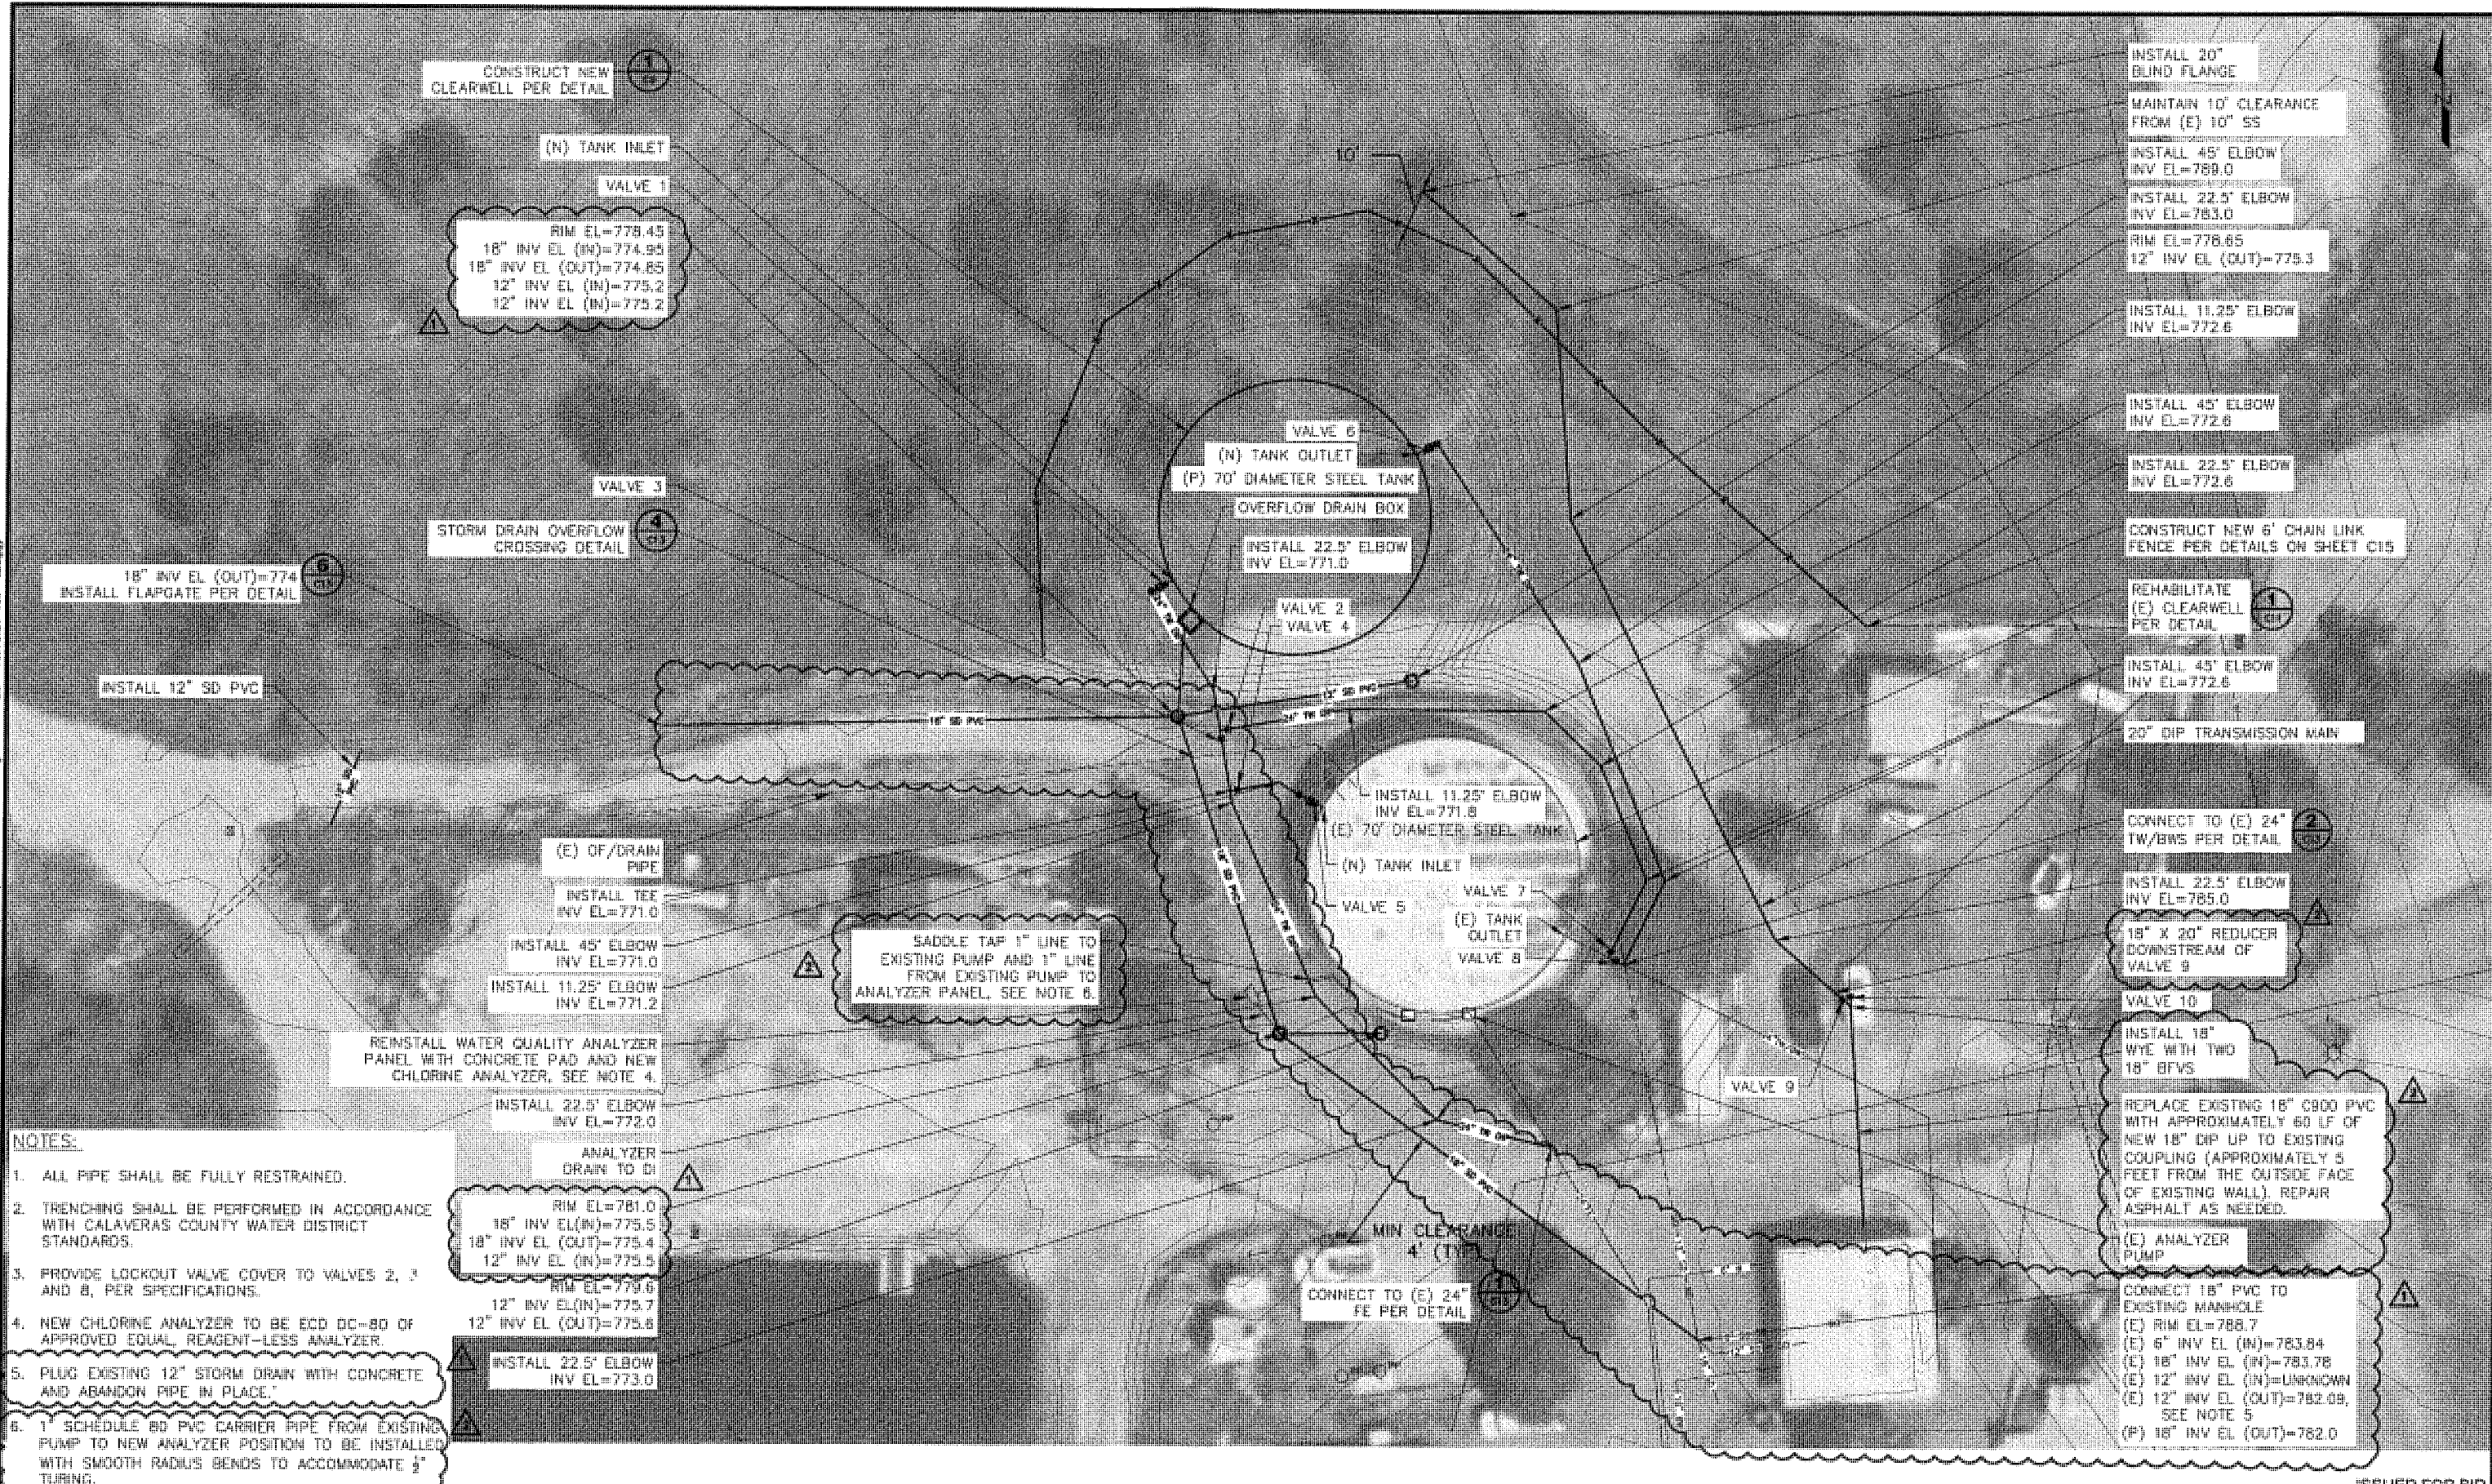 CONSTRUCT NEW
CLEARWELL PER DETAIL
1
(N) TANK INLET
VALVE 1
RIM EL=778.45
18" INV EL (IN)=774.95
18" INV EL (OUT)=774.85
12" INV EL (IN)=775.2
12" INV EL (IN)=775.2
1
VALVE 3
STORM DRAIN OVERFLOW
CROSSING DETAIL
4
18" INV EL (OUT)=774
INSTALL FLAPGATE PER DETAIL
6
INSTALL 12" SD PVC
(E) OF/DRAIN
PIPE
INSTALL TEE
INV EL=771.0
INSTALL 45° ELBOW
INV EL=771.0
INSTALL 11.25° ELBOW
INV EL=771.2
REINSTALL WATER QUALITY ANALYZER
PANEL WITH CONCRETE PAD AND NEW
CHLORINE ANALYZER, SEE NOTE 4.
INSTALL 22.5° ELBOW
INV EL=772.0
ANALYZER
DRAIN TO DI
1
RIM EL=781.0
18" INV EL(IN)=775.5
18" INV EL (OUT)=775.4
12" INV EL (IN)=775.5
RIM EL=779.6
12" INV EL(IN)=775.7
12" INV EL (OUT)=775.6
INSTALL 22.5° ELBOW
INV EL=773.0
10'
VALVE 6
(N) TANK OUTLET
(P) 70' DIAMETER STEEL TANK
OVERFLOW DRAIN BOX
INSTALL 22.5° ELBOW
INV EL=771.0
VALVE 2
VALVE 4
12" SD PVC
18" SD PVC
24" TW DIP
INSTALL 11.25° ELBOW
INV EL=771.8
(E) 70' DIAMETER STEEL TANK
(N) TANK INLET
VALVE 7
VALVE 5
(E) TANK
OUTLET
VALVE 8
18" SD PVC
SADDLE TAP 1" LINE TO
EXISTING PUMP AND 1" LINE
FROM EXISTING PUMP TO
ANALYZER PANEL, SEE NOTE 6.
2
VALVE 9
18" SD PVC
MIN CLEARANCE
4' (TYP)
CONNECT TO (E) 24"
FE PER DETAIL
INSTALL 20"
BLIND FLANGE
MAINTAIN 10" CLEARANCE
FROM (E) 10" SS
INSTALL 45° ELBOW
INV EL=789.0
INSTALL 22.5° ELBOW
INV EL=783.0
RIM EL=778.65
12" INV EL (OUT)=775.3
INSTALL 11.25° ELBOW
INV EL=772.6
INSTALL 45° ELBOW
INV EL=772.6
INSTALL 22.5° ELBOW
INV EL=772.6
CONSTRUCT NEW 6' CHAIN LINK
FENCE PER DETAILS ON SHEET C15
REHABILITATE
(E) CLEARWELL
PER DETAIL
1
INSTALL 45° ELBOW
INV EL=772.6
20" DIP TRANSMISSION MAIN
CONNECT TO (E) 24"
TW/BWS PER DETAIL
2
INSTALL 22.5° ELBOW
INV EL=785.0
18" X 20" REDUCER
DOWNSTREAM OF
VALVE 9
2
VALVE 10
INSTALL 18"
WYE WITH TWO
18" BFVS
REPLACE EXISTING 18" C900 PVC
WITH APPROXIMATELY 60 LF OF
NEW 18" DIP UP TO EXISTING
COUPLING (APPROXIMATELY 5
FEET FROM THE OUTSIDE FACE
OF EXISTING WALL). REPAIR
ASPHALT AS NEEDED.
2
(E) ANALYZER
PUMP
CONNECT 18" PVC TO
EXISTING MANHOLE
(E) RIM EL=788.7
(E) 6" INV EL (IN)=783.84
(E) 18" INV EL (IN)=783.78
(E) 12" INV EL (IN)=UNKNOWN
(E) 12" INV EL (OUT)=782.09,
SEE NOTE 5
(P) 18" INV EL (OUT)=782.0
1
NOTES:
1. ALL PIPE SHALL BE FULLY RESTRAINED.
2. TRENCHING SHALL BE PERFORMED IN ACCORDANCE
WITH CALAVERAS COUNTY WATER DISTRICT
STANDARDS.
3. PROVIDE LOCKOUT VALVE COVER TO VALVES 2,
AND 8, PER SPECIFICATIONS.
4. NEW CHLORINE ANALYZER TO BE ECD DC-80 OF
APPROVED EQUAL, REAGENT-LESS ANALYZER.
5. PLUG EXISTING 12" STORM DRAIN WITH CONCRETE
AND ABANDON PIPE IN PLACE."
1
6. 1" SCHEDULE 80 PVC CARRIER PIPE FROM EXISTING
PUMP TO NEW ANALYZER POSITION TO BE INSTALLED
WITH SMOOTH RADIUS BENDS TO ACCOMMODATE ½"
TUBING.
2
ISSUED FOR BID